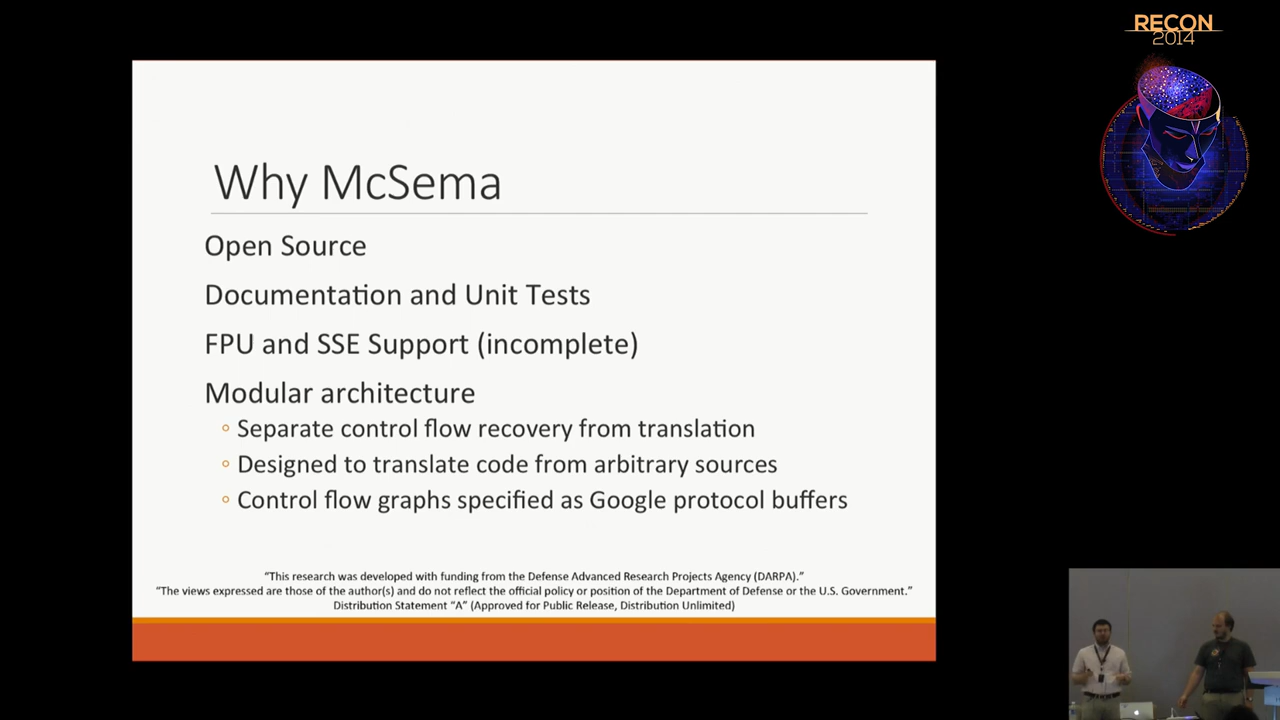 RECON
2014
Why McSema
Open Source
Documentation and Unit Tests
FPU and SSE Support (incomplete)
Modular architecture
◦ Separate control flow recovery from translation
◦ Designed to translate code from arbitrary sources
◦ Control flow graphs specified as Google protocol buffers
“This research was developed with funding from the Defense Advanced Research Projects Agency (DARPA).”
“The views expressed are those of the author(s) and do not reflect the official policy or position of the Department of Defense or the U.S. Government.”
Distribution Statement “A” (Approved for Public Release, Distribution Unlimited)